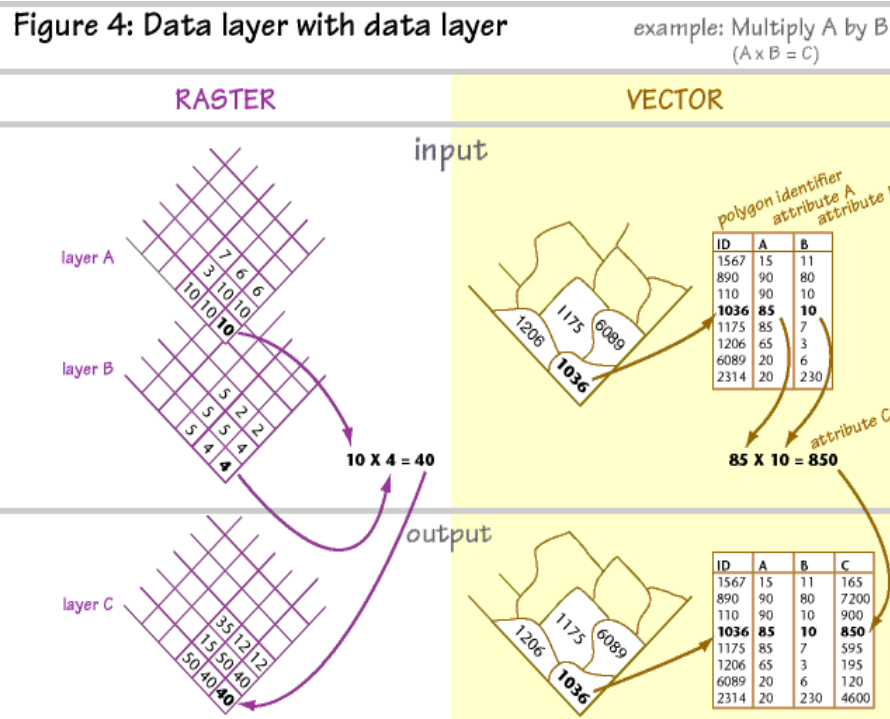 Figure 4: Data layer with data layer
example: Multiply A by B
(A x B = C)
RASTER
VECTOR
input
layer A
7
3 6
10 10 6
10 10
10
layer B
5
5 2
5 5 2
4 4
4
10 X 4 = 40
polygon identifier
attribute A
attribute
1206
1175
6089
1036
ID A B
1567 15 11
890 90 80
110 90 10
1036 85 10
1175 85 7
1206 65 3
6089 20 6
2314 20 230
attribute C
85 X 10 = 850
output
layer C
35
15 12
50 50 12
40 40
40
1206
1175
6089
1036
ID A B C
1567 15 11 165
890 90 80 7200
110 90 10 900
1036 85 10 850
1175 85 7 595
1206 65 3 195
6089 20 6 120
2314 20 230 4600